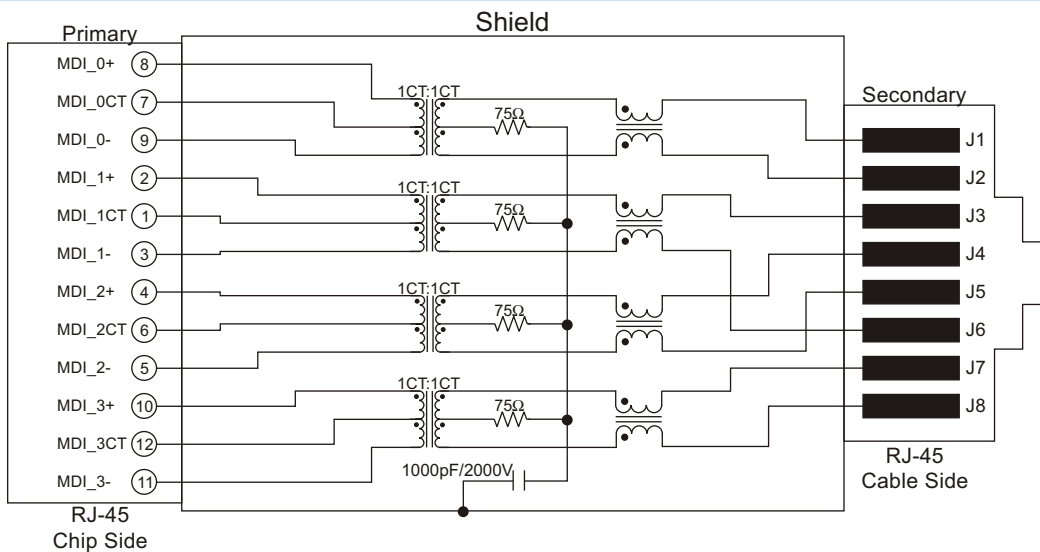 Shield
Primary
MDI_0+ 8
MDI_0CT 7
MDI_0- 9
MDI_1+ 2
MDI_1CT 1
MDI_1- 3
MDI_2+ 4
MDI_2CT 6
MDI_2- 5
MDI_3+ 10
MDI_3CT 12
MDI_3- 11
RJ-45
Chip Side
1CT:1CT
75Ω
1CT:1CT
75Ω
1CT:1CT
75Ω
1CT:1CT
75Ω
1000pF/2000V
Secondary
J1
J2
J3
J4
J5
J6
J7
J8
RJ-45
Cable Side